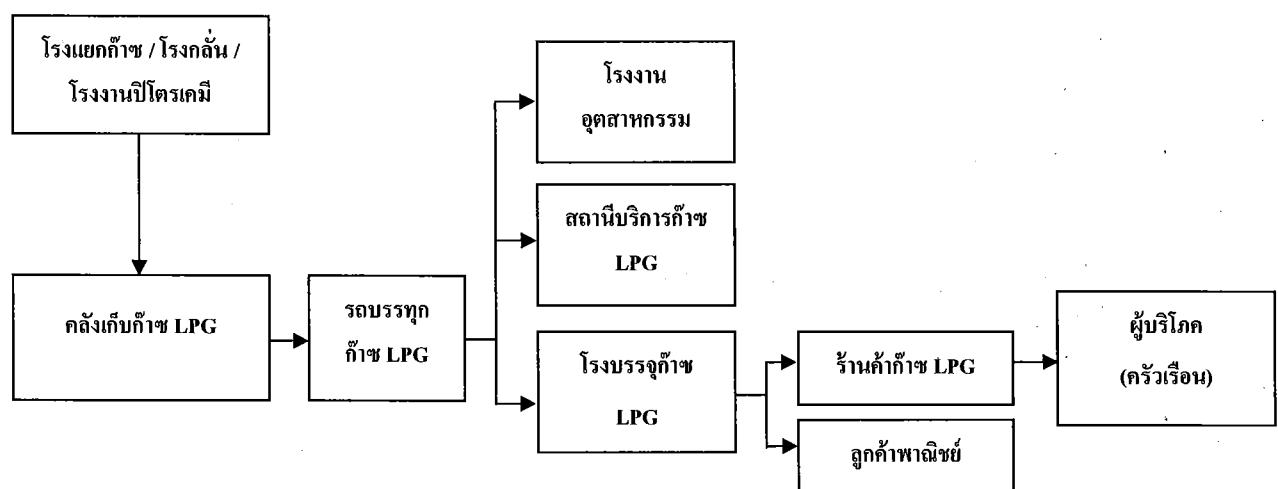 โรงแยกก๊าซ / โรงกลั่น /
โรงงานปิโตรเคมี
โรงงาน
อุตสาหกรรม
สถานีบริการก๊าซ
LPG
คลังเก็บก๊าซ LPG
รถบรรทุก
ก๊าซ LPG
โรงบรรจุก๊าซ
LPG
ร้านค้าก๊าซ LPG
ผู้บริโภค
(ครัวเรือน)
ลูกค้าพาณิชย์